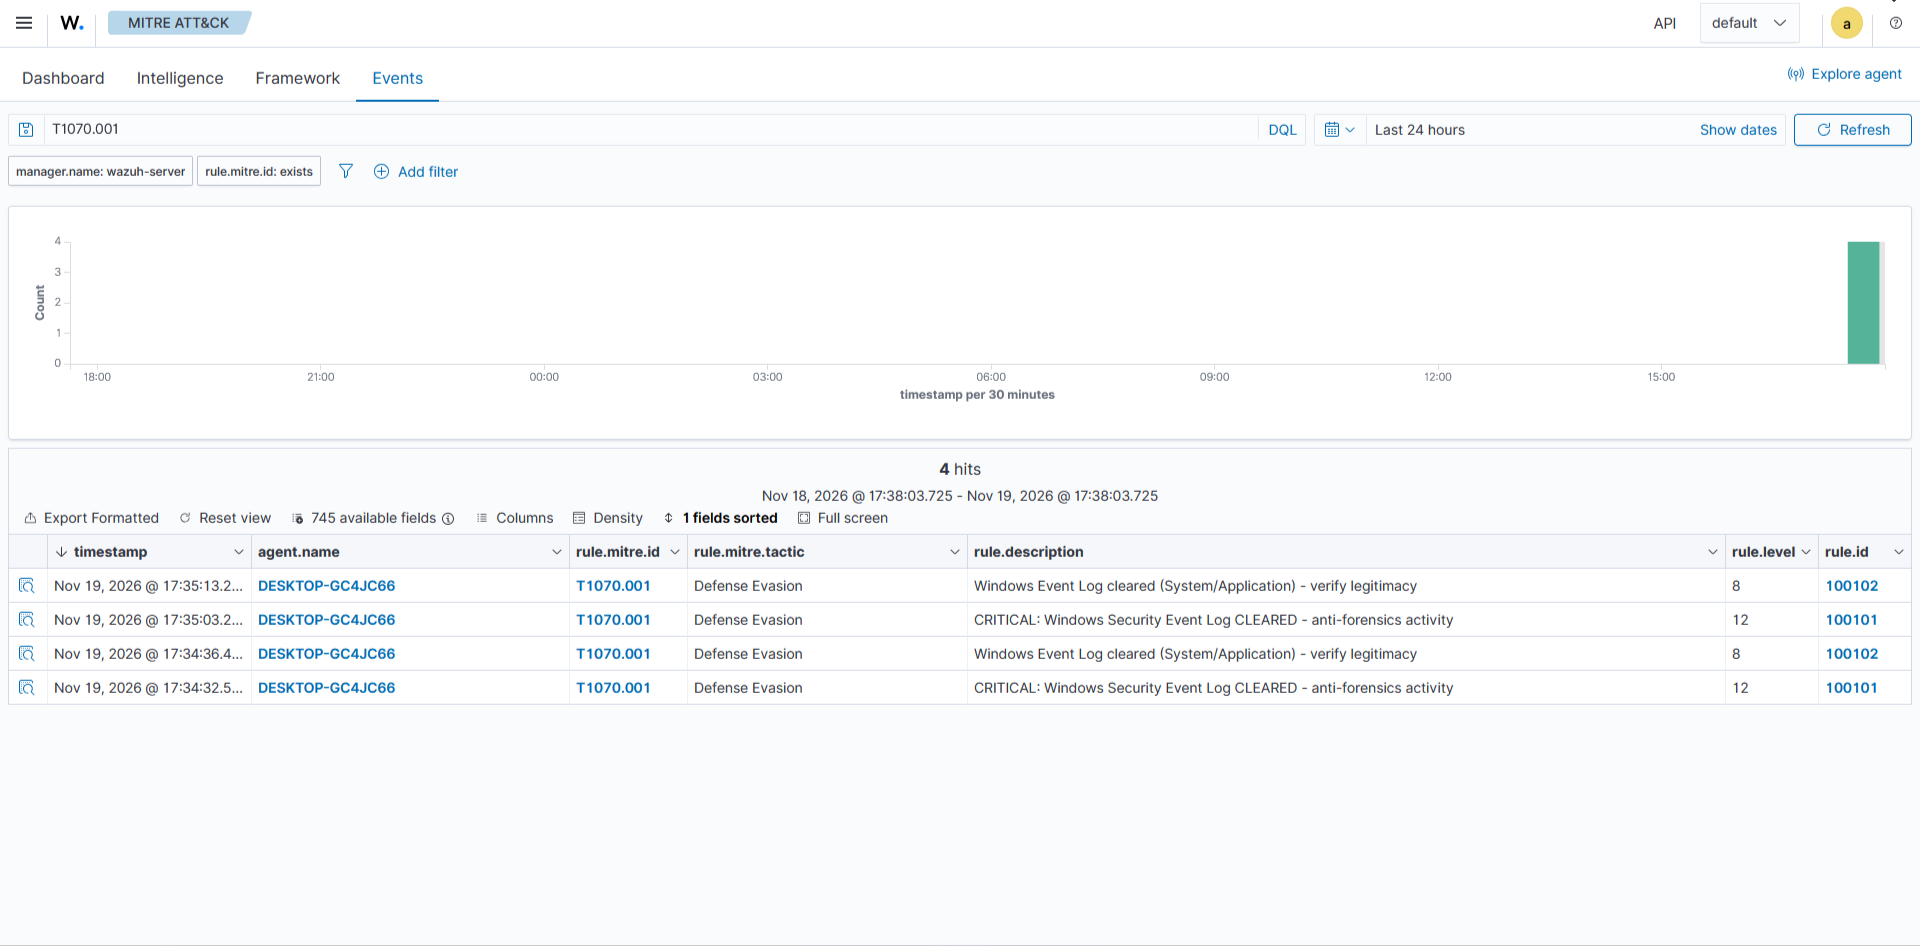 W. MITRE ATT&CK API default a
Dashboard Intelligence Framework Events Explore agent
T1070.001 DQL Last 24 hours Show dates Refresh
manager.name: wazuh-server rule.mitre.id: exists Add filter
4
3
2
1
0
Count
18:00 21:00 00:00 03:00 06:00 09:00 12:00 15:00
timestamp per 30 minutes
4 hits
Nov 18, 2026 @ 17:38:03.725 - Nov 19, 2026 @ 17:38:03.725
Export Formatted Reset view 745 available fields Columns Density 1 fields sorted Full screen
timestamp agent.name rule.mitre.id rule.mitre.tactic rule.description rule.level rule.id
Nov 19, 2026 @ 17:35:13.2... DESKTOP-GC4JC66 T1070.001 Defense Evasion Windows Event Log cleared (System/Application) - verify legitimacy 8 100102
Nov 19, 2026 @ 17:35:03.2... DESKTOP-GC4JC66 T1070.001 Defense Evasion CRITICAL: Windows Security Event Log CLEARED - anti-forensics activity 12 100101
Nov 19, 2026 @ 17:34:36.4... DESKTOP-GC4JC66 T1070.001 Defense Evasion Windows Event Log cleared (System/Application) - verify legitimacy 8 100102
Nov 19, 2026 @ 17:34:32.5... DESKTOP-GC4JC66 T1070.001 Defense Evasion CRITICAL: Windows Security Event Log CLEARED - anti-forensics activity 12 100101